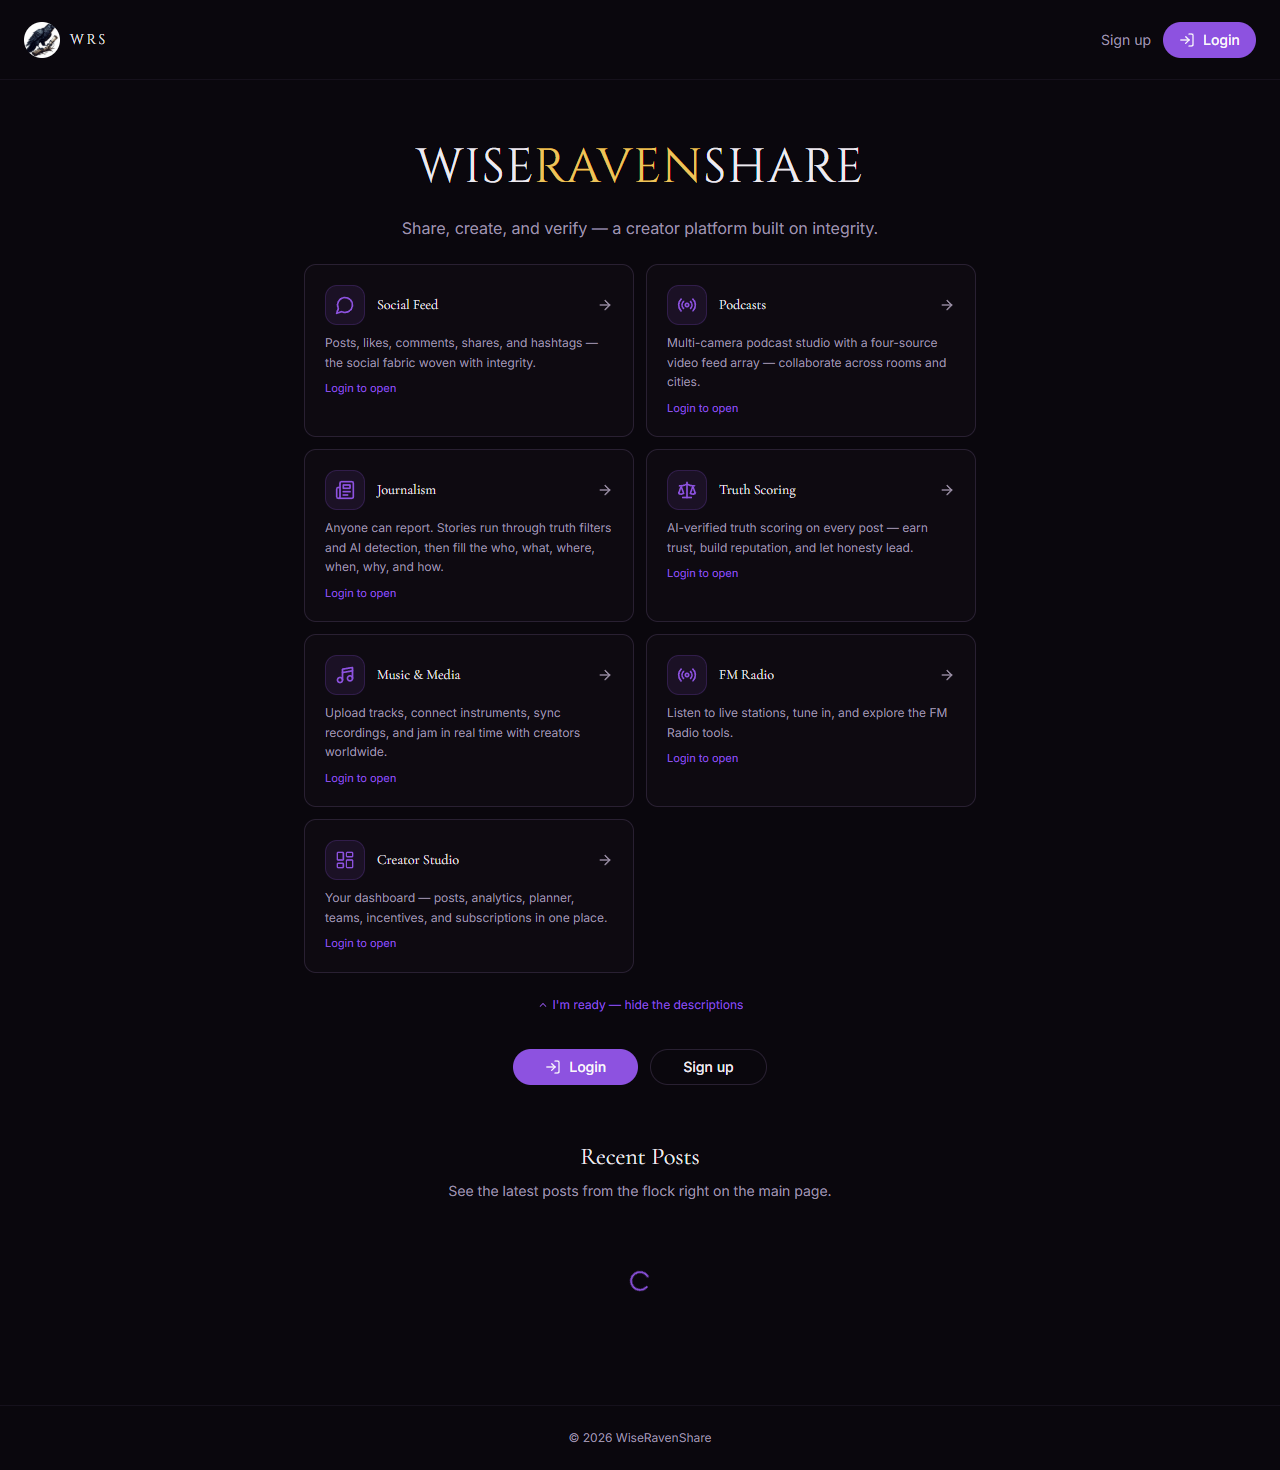 WRS
Sign up
Login
WISERAVENSHARE
Share, create, and verify — a creator platform built on integrity.
Social Feed
Posts, likes, comments, shares, and hashtags —
the social fabric woven with integrity.
Login to open
Podcasts
Multi-camera podcast studio with a four-source
video feed array — collaborate across rooms and
cities.
Login to open
Journalism
Anyone can report. Stories run through truth filters
and AI detection, then fill the who, what, where,
when, why, and how.
Login to open
Truth Scoring
AI-verified truth scoring on every post — earn
trust, build reputation, and let honesty lead.
Login to open
Music & Media
Upload tracks, connect instruments, sync
recordings, and jam in real time with creators
worldwide.
Login to open
FM Radio
Listen to live stations, tune in, and explore the FM
Radio tools.
Login to open
Creator Studio
Your dashboard — posts, analytics, planner,
teams, incentives, and subscriptions in one place.
Login to open
I'm ready — hide the descriptions
Login
Sign up
Recent Posts
See the latest posts from the flock right on the main page.
© 2026 WiseRavenShare